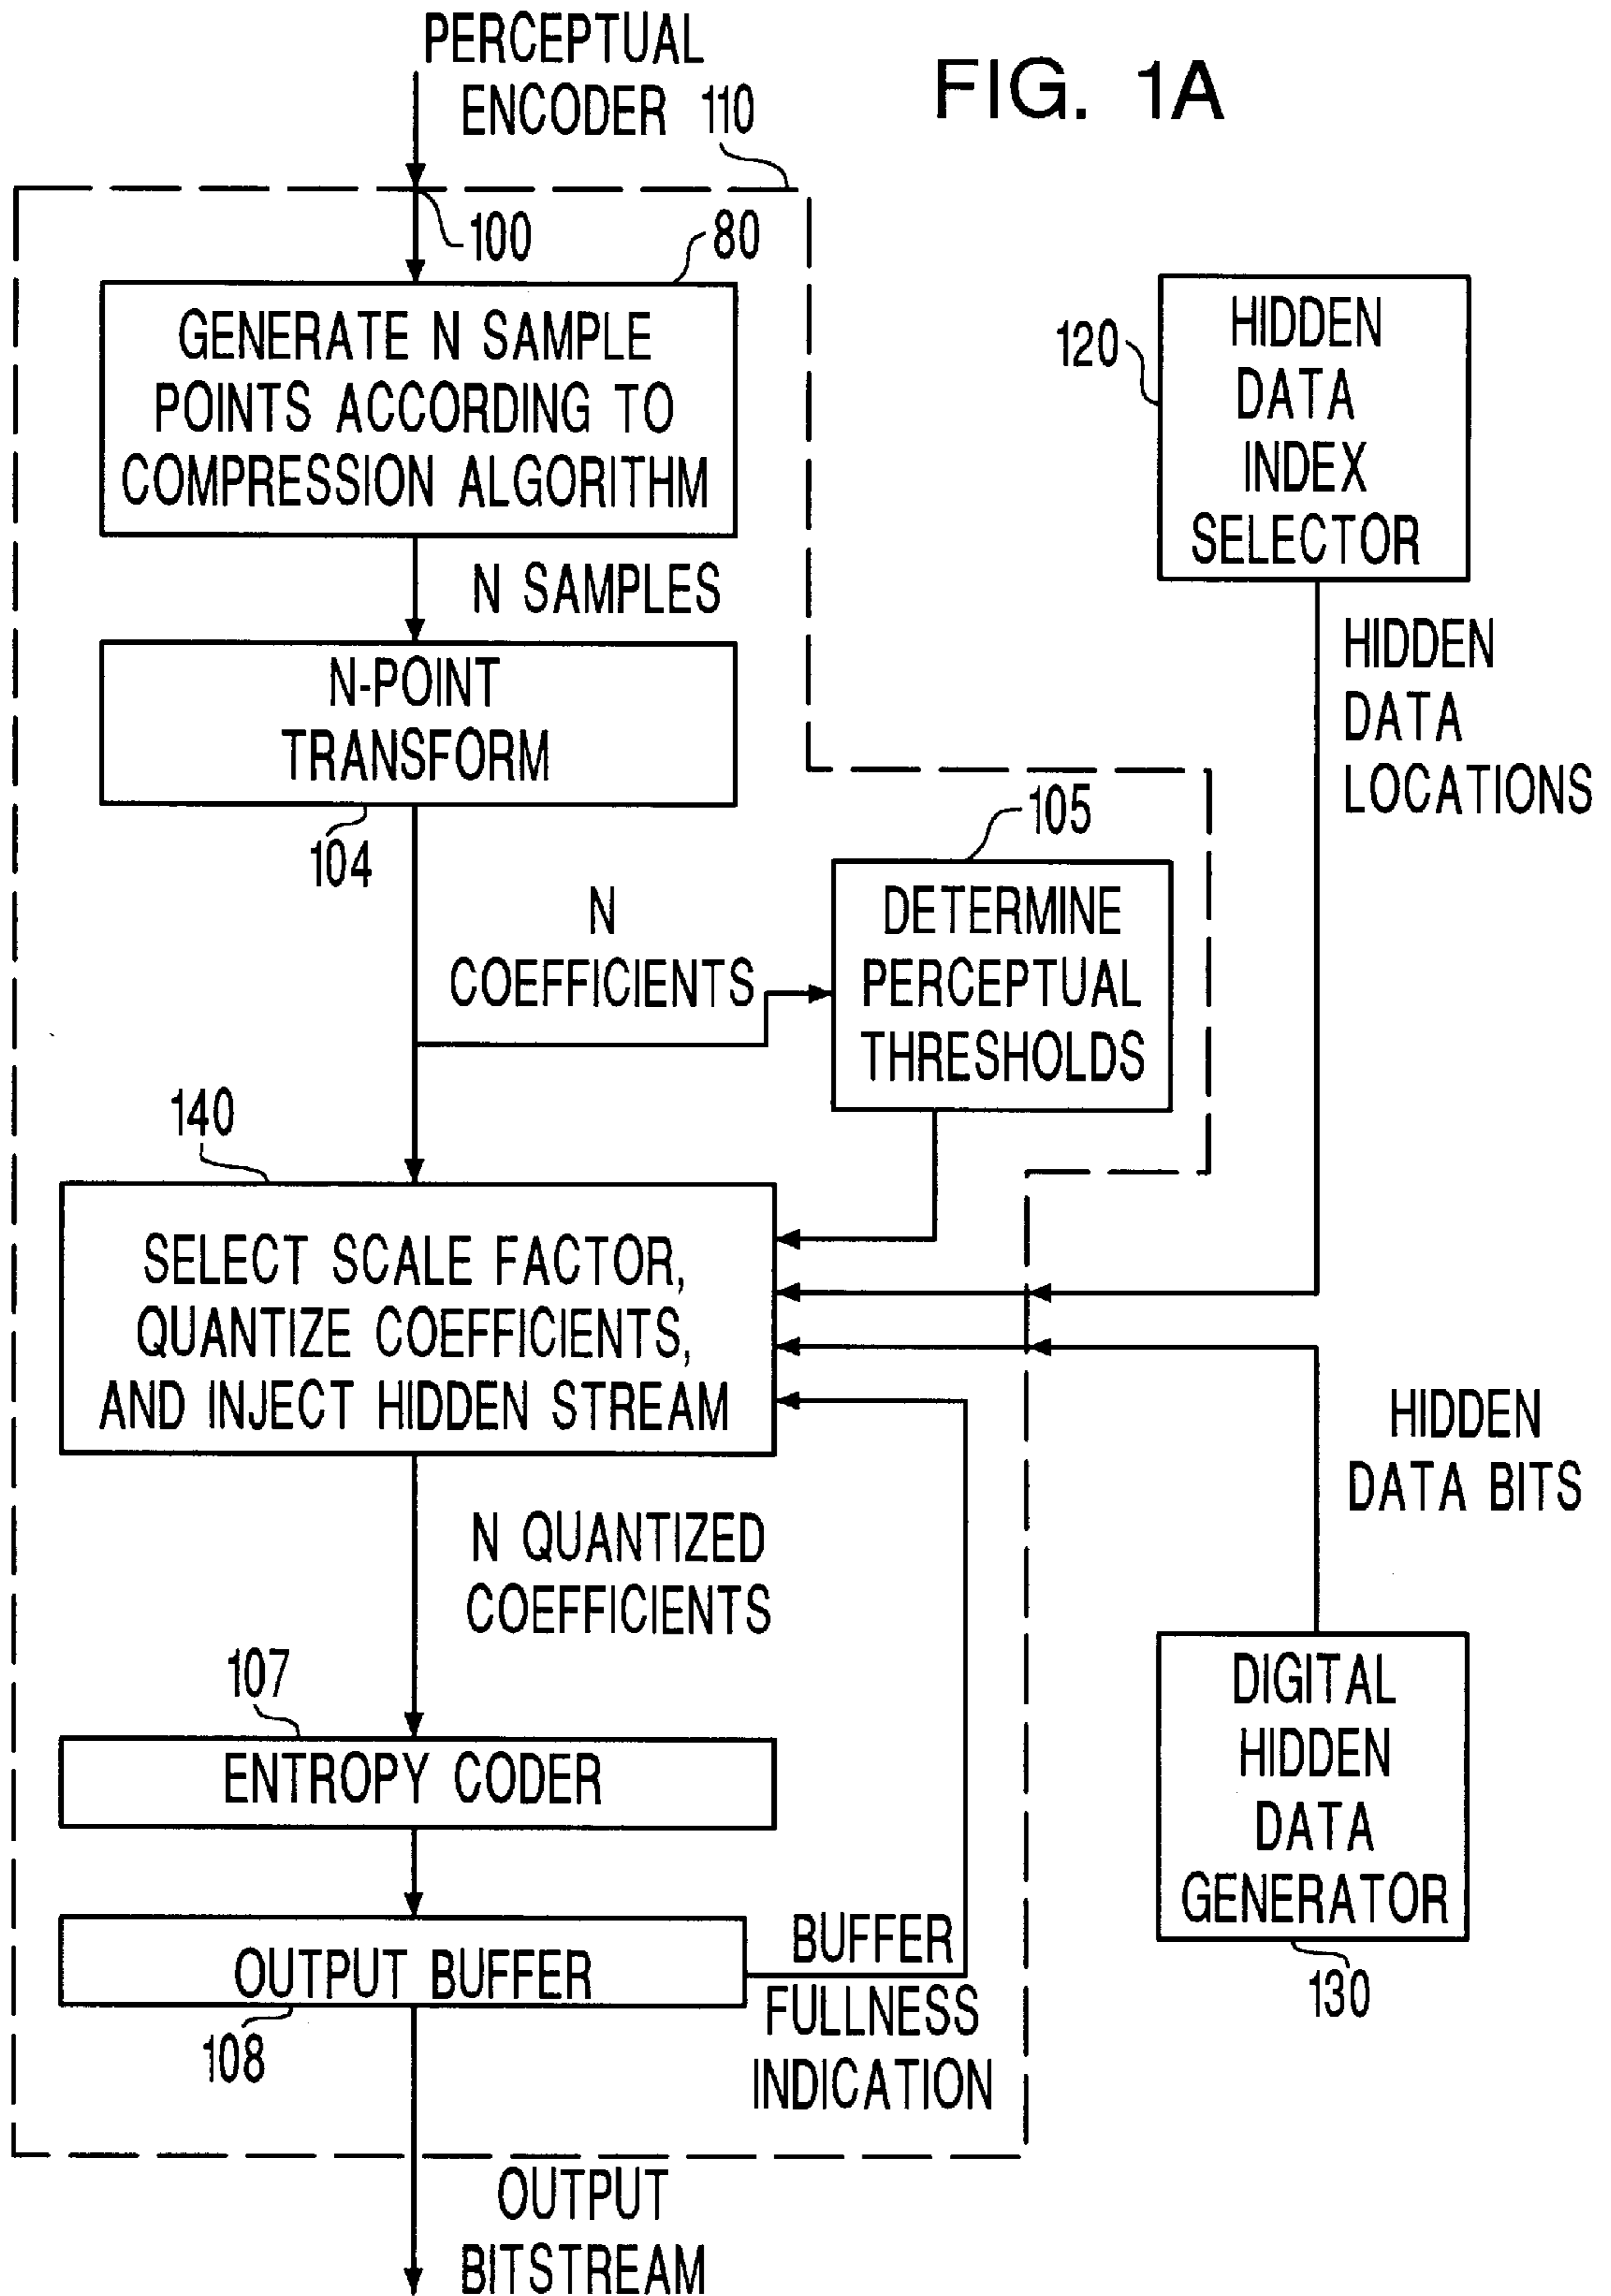 PERCEPTUAL
ENCODER
110
FIG. 1A
100
80
GENERATE N SAMPLE
POINTS ACCORDING TO
COMPRESSION ALGORITHM
N SAMPLES
N-POINT
TRANSFORM
104
120
HIDDEN
DATA
INDEX
SELECTOR
HIDDEN
DATA
LOCATIONS
105
N
COEFFICIENTS
DETERMINE
PERCEPTUAL
THRESHOLDS
140
SELECT SCALE FACTOR,
QUANTIZE COEFFICIENTS,
AND INJECT HIDDEN STREAM
HIDDEN
DATA BITS
N QUANTIZED
COEFFICIENTS
107
ENTROPY CODER
DIGITAL
HIDDEN
DATA
GENERATOR
130
OUTPUT BUFFER
108
BUFFER
FULLNESS
INDICATION
OUTPUT
BITSTREAM